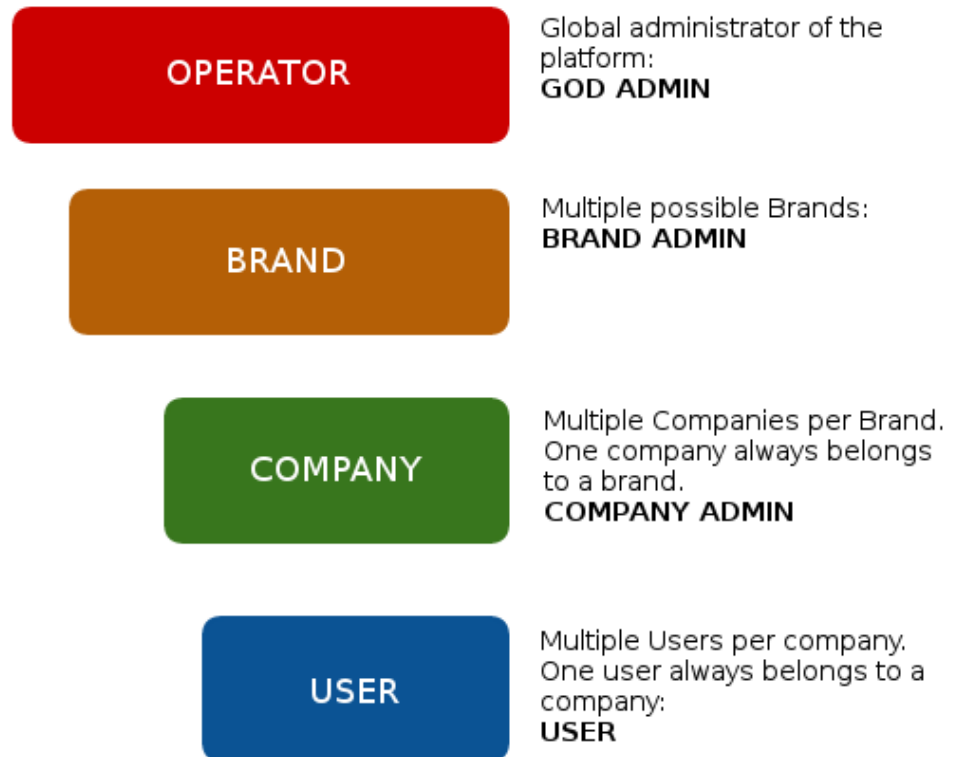 OPERATOR
Global administrator of the
platform:
GOD ADMIN
BRAND
Multiple possible Brands:
BRAND ADMIN
COMPANY
Multiple Companies per Brand.
One company always belongs
to a brand.
COMPANY ADMIN
USER
Multiple Users per company.
One user always belongs to a
company:
USER